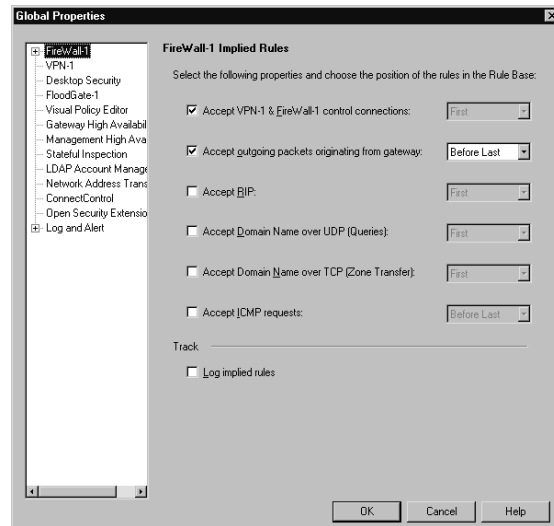 Global Properties
FireWall-1
VPN-1
Desktop Security
FloodGate-1
Visual Policy Editor
Gateway High Availabil
Management High Ava
Stateful Inspection
LDAP Account Manage
Network Address Trans
ConnectControl
Open Security Extensio
Log and Alert
FireWall-1 Implied Rules
Select the following properties and choose the position of the rules in the Rule Base:
Accept VPN-1 & FireWall-1 control connections: First
Accept outgoing packets originating from gateway: Before Last
Accept RIP: First
Accept Domain Name over UDP (Queries): First
Accept Domain Name over TCP (Zone Transfer): First
Accept ICMP requests: Before Last
Track
Log implied rules
OK Cancel Help